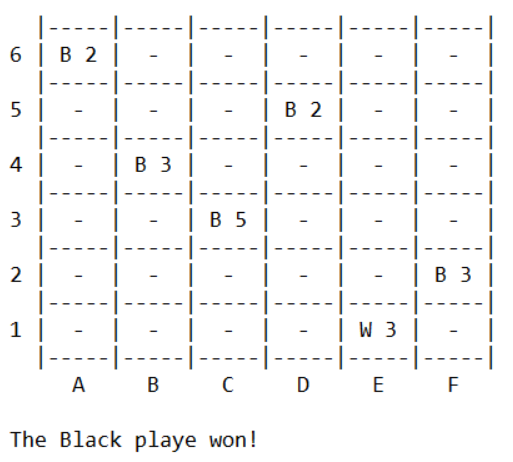 |-----|-----|-----|-----|-----|-----|
6 | B 2 | - | - | - | - | - |
|-----|-----|-----|-----|-----|-----|
5 | - | - | - | B 2 | - | - |
|-----|-----|-----|-----|-----|-----|
4 | - | B 3 | - | - | - | - |
|-----|-----|-----|-----|-----|-----|
3 | - | - | B 5 | - | - | - |
|-----|-----|-----|-----|-----|-----|
2 | - | - | - | - | - | B 3 |
|-----|-----|-----|-----|-----|-----|
1 | - | - | - | - | W 3 | - |
|-----|-----|-----|-----|-----|-----|
A B C D E F
The Black playe won!